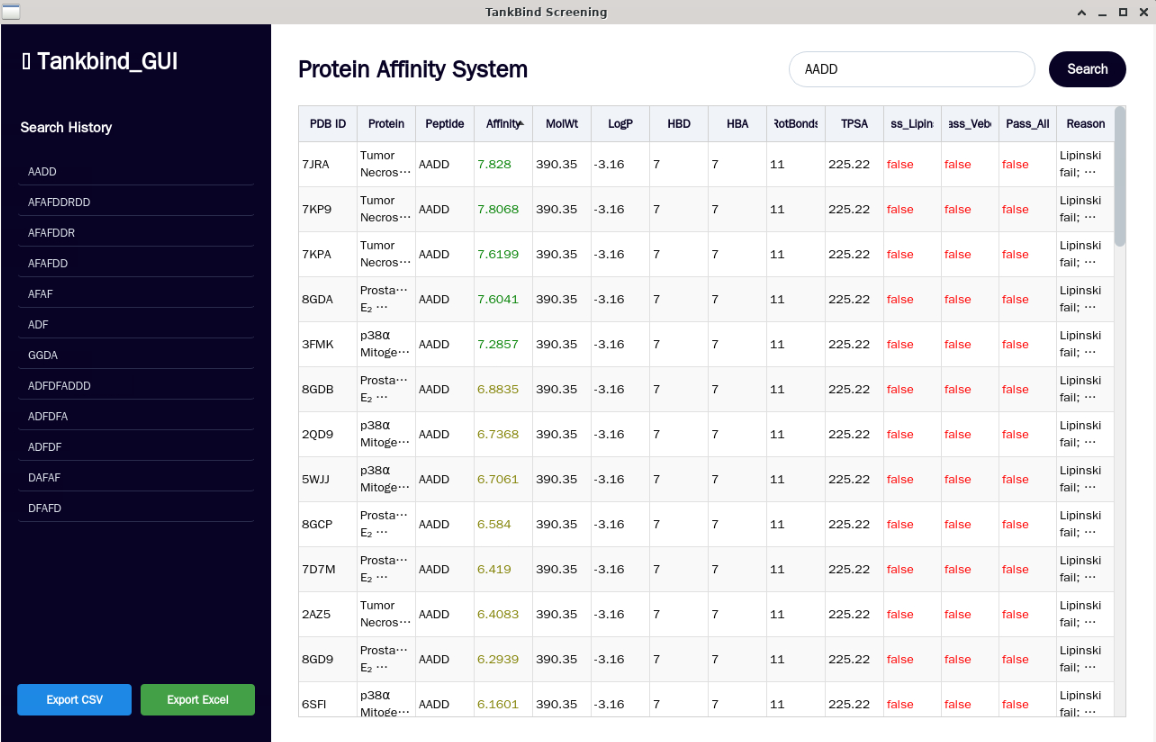 TankBind Screening
Tankbind_GUI
Search History
AADD
AFAFDDRDD
AFAFDDR
AFAFDD
AFAF
ADF
GGDA
ADFDFADDD
ADFDFA
ADFDF
DAFAF
DFAFD
Export CSV Export Excel
Protein Affinity System
AADD
Search
PDB ID Protein Peptide Affinity MolWt LogP HBD HBA RotBonds TPSA ss_Lipin ass_Vebe Pass_All Reason
7JRA Tumor Necros⋯ AADD 7.828 390.35 -3.16 7 7 11 225.22 false false false Lipinski fail; ⋯
7KP9 Tumor Necros⋯ AADD 7.8068 390.35 -3.16 7 7 11 225.22 false false false Lipinski fail; ⋯
7KPA Tumor Necros⋯ AADD 7.6199 390.35 -3.16 7 7 11 225.22 false false false Lipinski fail; ⋯
8GDA Prosta⋯ E₂ ⋯ AADD 7.6041 390.35 -3.16 7 7 11 225.22 false false false Lipinski fail; ⋯
3FMK p38α Mitoge⋯ AADD 7.2857 390.35 -3.16 7 7 11 225.22 false false false Lipinski fail; ⋯
8GDB Prosta⋯ E₂ ⋯ AADD 6.8835 390.35 -3.16 7 7 11 225.22 false false false Lipinski fail; ⋯
2QD9 p38α Mitoge⋯ AADD 6.7368 390.35 -3.16 7 7 11 225.22 false false false Lipinski fail; ⋯
5WJJ p38α Mitoge⋯ AADD 6.7061 390.35 -3.16 7 7 11 225.22 false false false Lipinski fail; ⋯
8GCP Prosta⋯ E₂ ⋯ AADD 6.584 390.35 -3.16 7 7 11 225.22 false false false Lipinski fail; ⋯
7D7M Prosta⋯ E₂ ⋯ AADD 6.419 390.35 -3.16 7 7 11 225.22 false false false Lipinski fail; ⋯
2AZ5 Tumor Necros⋯ AADD 6.4083 390.35 -3.16 7 7 11 225.22 false false false Lipinski fail; ⋯
8GD9 Prosta⋯ E₂ ⋯ AADD 6.2939 390.35 -3.16 7 7 11 225.22 false false false Lipinski fail; ⋯
6SFI p38α Mitoge⋯ AADD 6.1601 390.35 -3.16 7 7 11 225.22 false false false Lipinski fail; ⋯